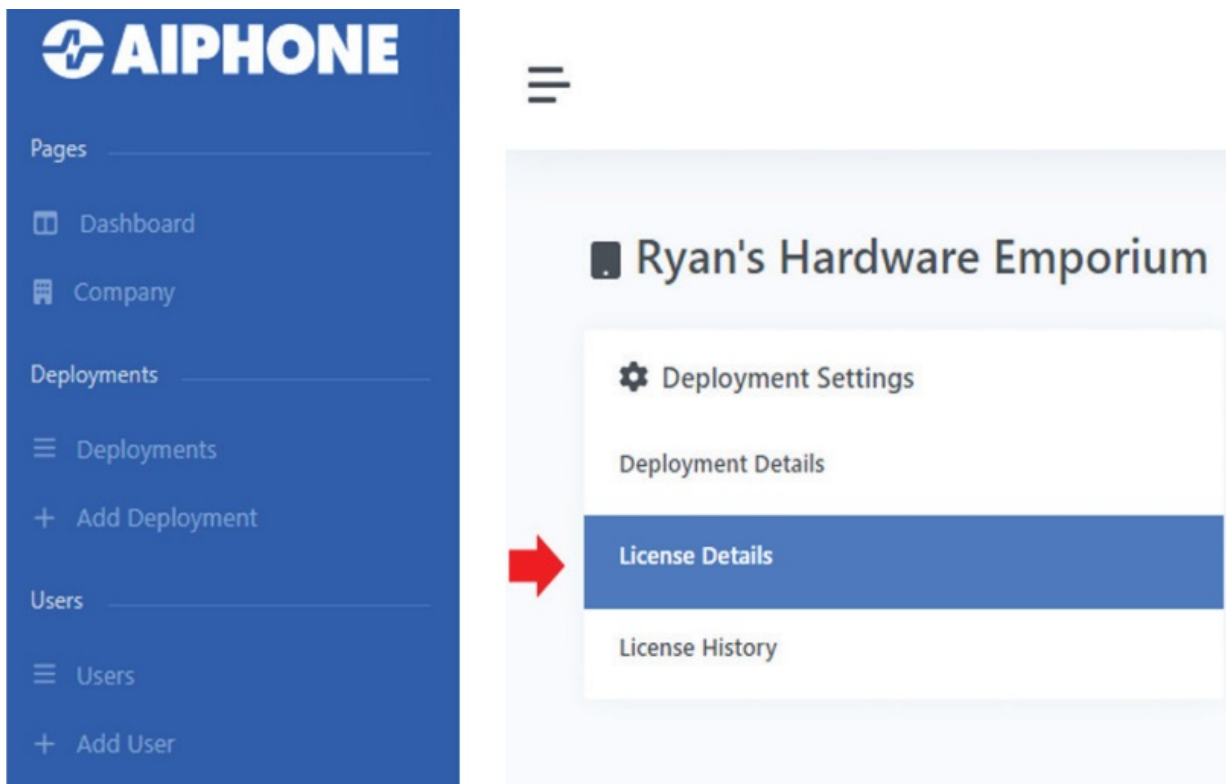 AIPHONE
Pages
Dashboard
Company
Deployments
Deployments
+ Add Deployment
Users
Users
+ Add User
Ryan's Hardware Emporium
Deployment Settings
Deployment Details
License Details
License History